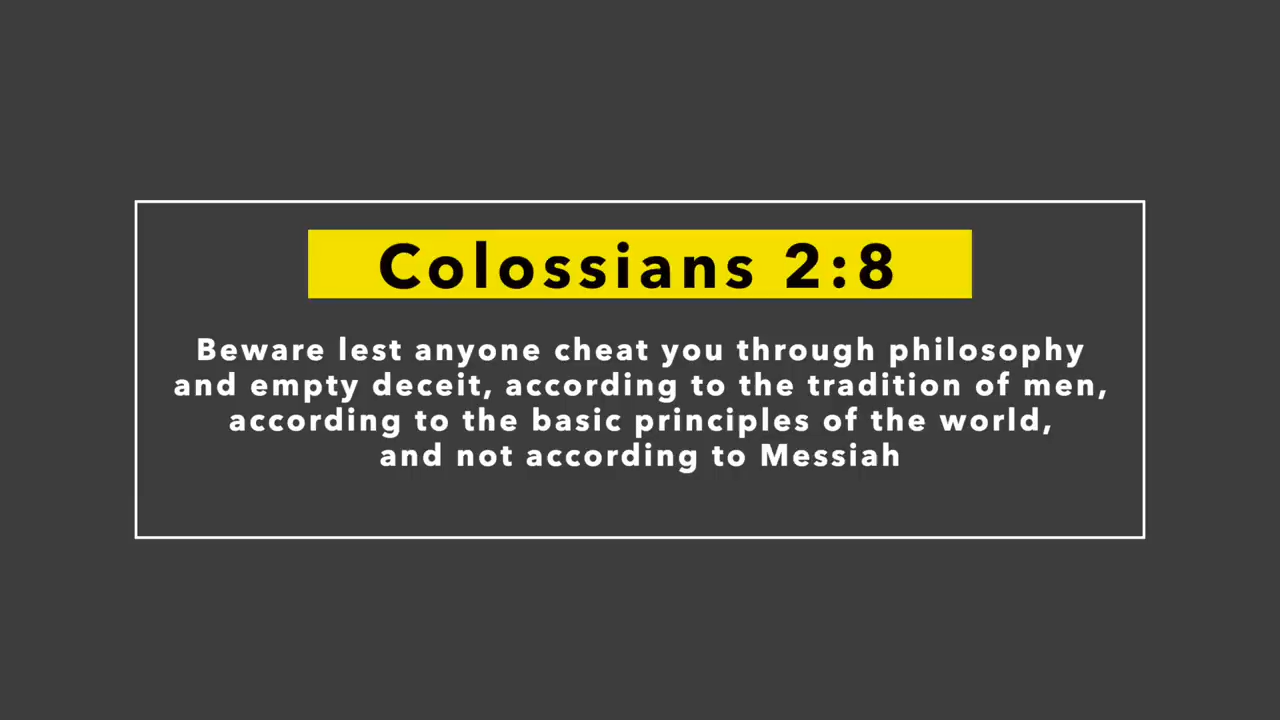 Colossians 2:8
Beware lest anyone cheat you through philosophy
and empty deceit, according to the tradition of men,
according to the basic principles of the world,
and not according to Messiah